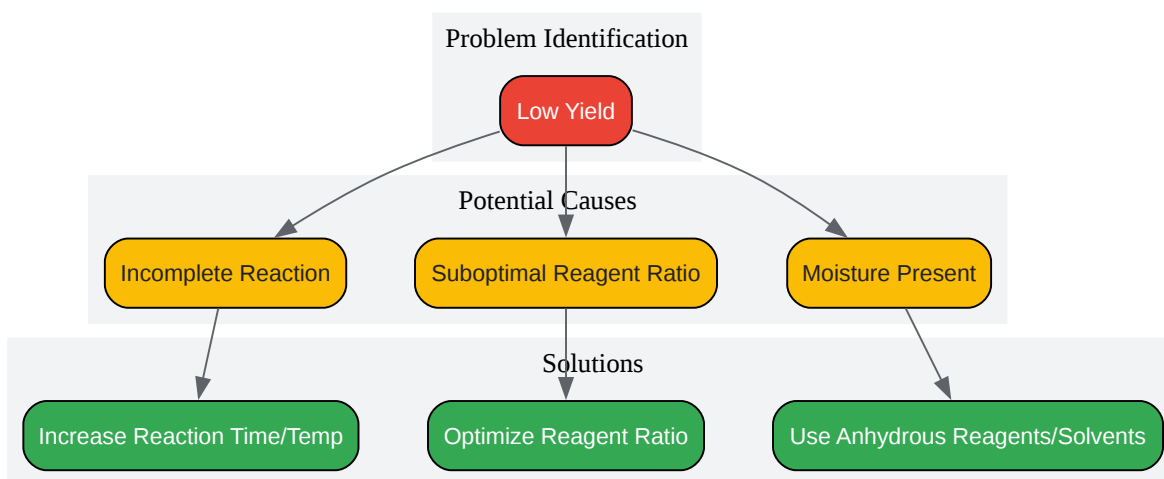 Problem Identification
Low Yield
Potential Causes
Incomplete Reaction
Suboptimal Reagent Ratio
Moisture Present
Solutions
Increase Reaction Time/Temp
Optimize Reagent Ratio
Use Anhydrous Reagents/Solvents